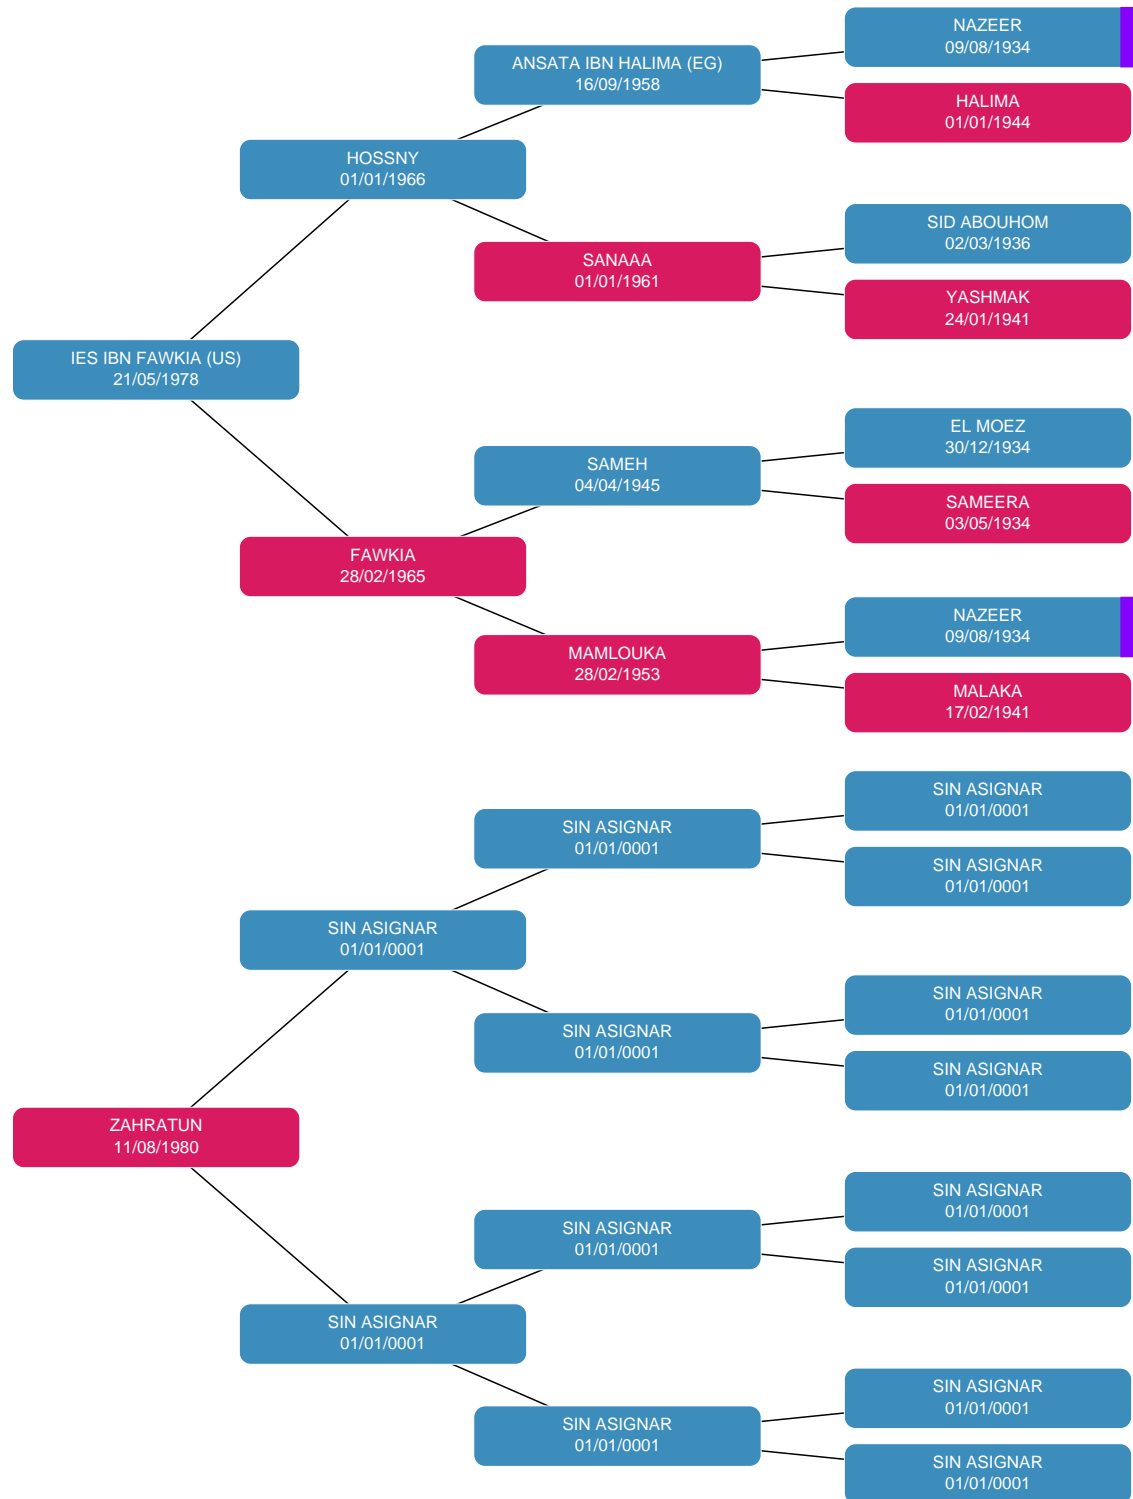 NAZEER
09/08/1934
ANSATA IBN HALIMA (EG)
16/09/1958
HALIMA
01/01/1944
HOSSNY
01/01/1966
SID ABOUHOM
02/03/1936
SANAAA
01/01/1961
YASHMAK
24/01/1941
IES IBN FAWKIA (US)
21/05/1978
EL MOEZ
30/12/1934
SAMEH
04/04/1945
SAMEERA
03/05/1934
FAWKIA
28/02/1965
NAZEER
09/08/1934
MAMLOUKA
28/02/1953
MALAKA
17/02/1941
SIN ASIGNAR
01/01/0001
SIN ASIGNAR
01/01/0001
SIN ASIGNAR
01/01/0001
SIN ASIGNAR
01/01/0001
SIN ASIGNAR
01/01/0001
SIN ASIGNAR
01/01/0001
SIN ASIGNAR
01/01/0001
ZAHRATUN
11/08/1980
SIN ASIGNAR
01/01/0001
SIN ASIGNAR
01/01/0001
SIN ASIGNAR
01/01/0001
SIN ASIGNAR
01/01/0001
SIN ASIGNAR
01/01/0001
SIN ASIGNAR
01/01/0001
SIN ASIGNAR
01/01/0001